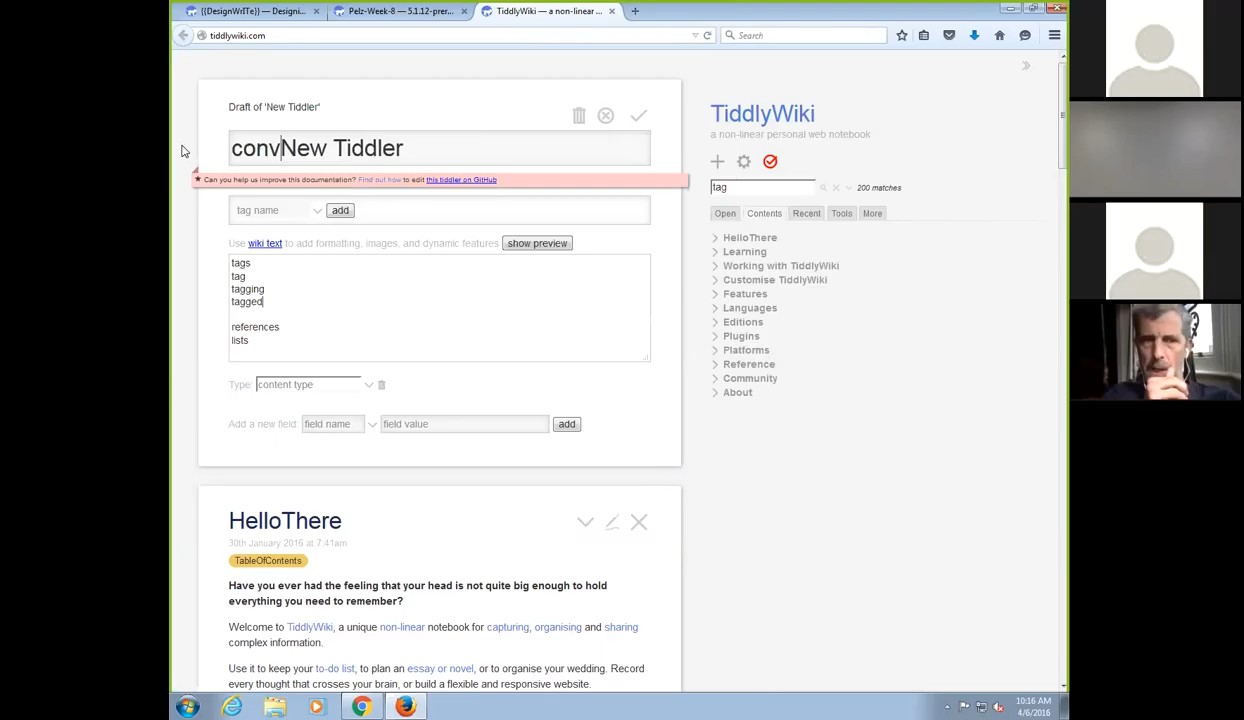 {{DesignWrITe}} — Designi...
Pelz-Week-8 — 5.1.12-prer...
TiddlyWiki — a non-linear ...
tiddlywiki.com
Search
Draft of 'New Tiddler'
convNew Tiddler
Can you help us improve this documentation? Find out how to edit this tiddler on GitHub
tag name
add
Use wiki text to add formatting, images, and dynamic features
show preview
tags
tag
tagging
tagged
references
lists
Type: content type
Add a new field: field name field value add
HelloThere
30th January 2016 at 7:41am
TableOfContents
Have you ever had the feeling that your head is not quite big enough to hold
everything you need to remember?
Welcome to TiddlyWiki, a unique non-linear notebook for capturing, organising and sharing
complex information.
Use it to keep your to-do list, to plan an essay or novel, or to organise your wedding. Record
every thought that crosses your brain, or build a flexible and responsive website.
TiddlyWiki
a non-linear personal web notebook
tag
200 matches
Open Contents Recent Tools More
HelloThere
Learning
Working with TiddlyWiki
Customise TiddlyWiki
Features
Languages
Editions
Plugins
Platforms
Reference
Community
About
10:16 AM
4/6/2016